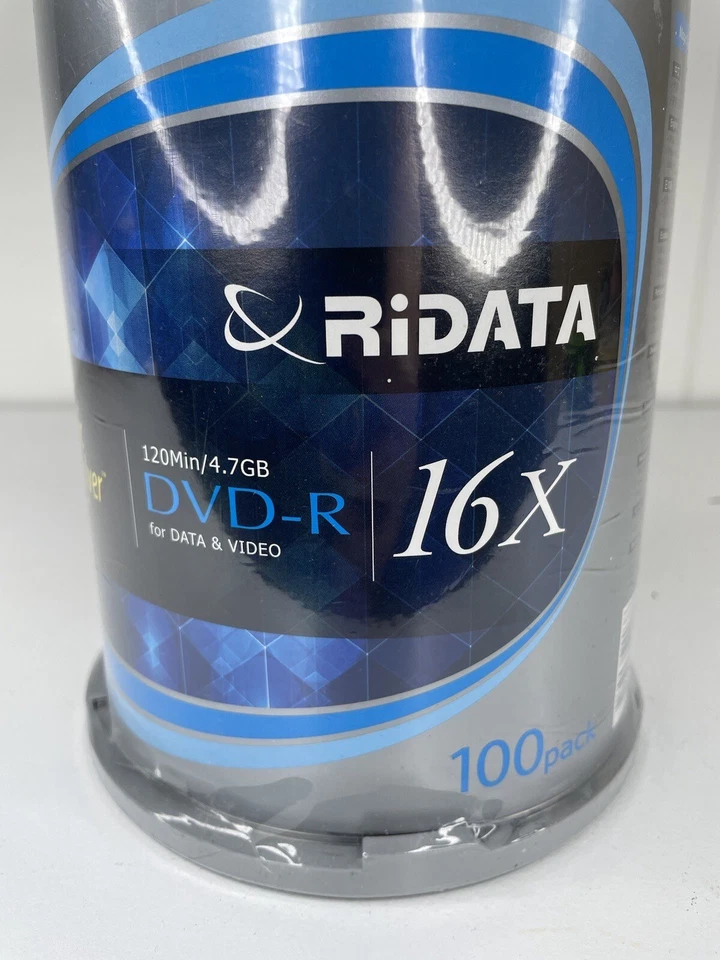 RiDATA
120Min/4.7GB
DVD-R
for DATA & VIDEO
16X
100pack